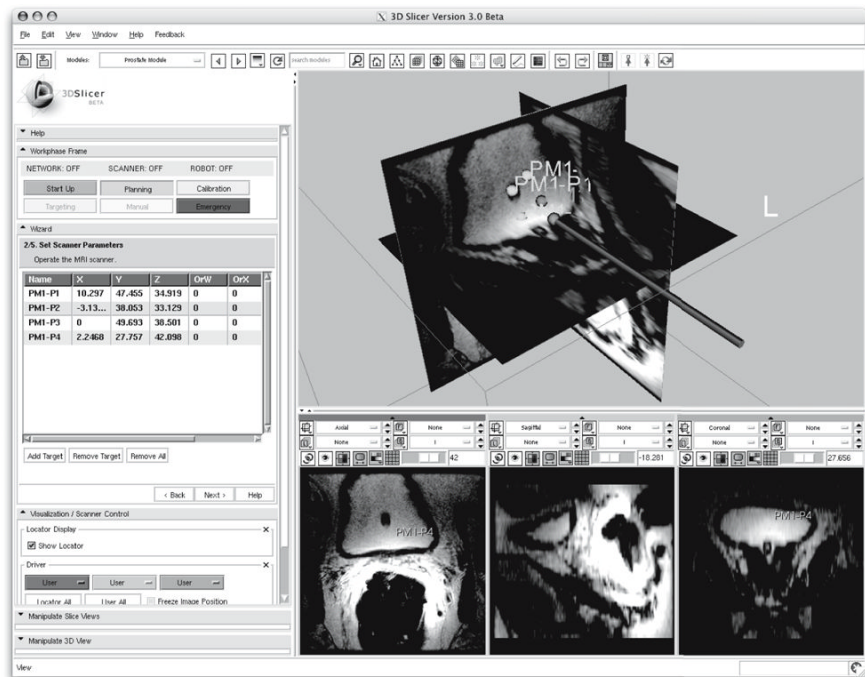 3D Slicer Version 3.0 Beta
File Edit View Window Help Feedback
Modules: Prostate Module search modules
3DSlicer
BETA
Help
Workphase Frame
NETWORK: OFF SCANNER: OFF ROBOT: OFF
Start Up Planning Calibration
Targeting Manual Emergency
Wizard
2/5. Set Scanner Parameters
Operate the MRI scanner.
Name X Y Z OrW OrX
PM1-P1 10.297 47.455 34.919 0 0
PM1-P2 -3.13... 38.053 33.129 0 0
PM1-P3 0 49.693 38.501 0 0
PM1-P4 2.2468 27.757 42.098 0 0
Add Target Remove Target Remove All
< Back Next > Help
Visualization / Scanner Control
Locator Display
Show Locator
Driver
User User User
Locator All User All Freeze Image Position
Manipulate Slice Views
Manipulate 3D View
View
PM1-
PM1-P1
L
Axial None
None 1
42
PM1-P4
Sagittal None
None 1
-18.281
Coronal None
None 1
27.656
PM1-P4